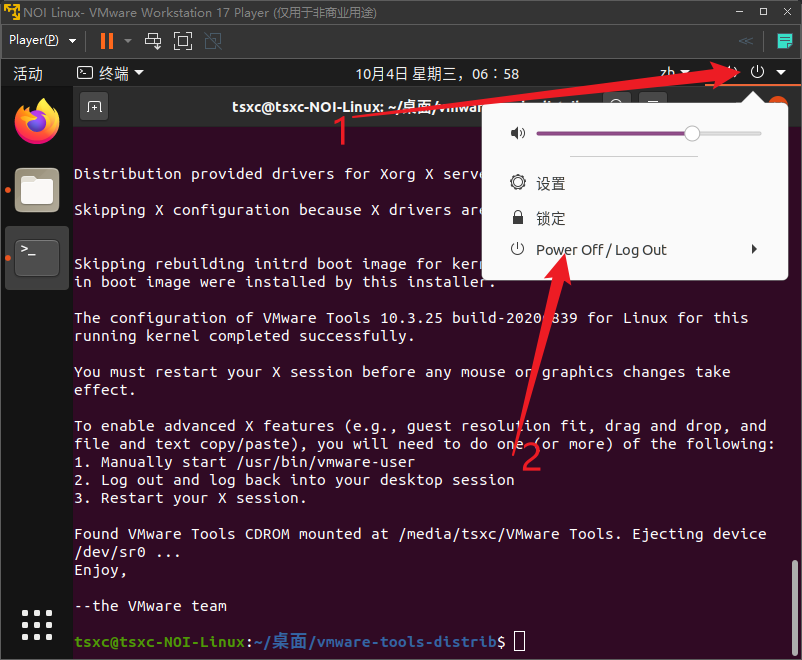 NOI Linux- VMware Workstation 17 Player (仅用于非商业用途)
Player(P)
活动
终端
10月4日 星期三，06：58
zh
tsxc@tsxc-NOI-Linux: ~/桌面/vmware-tools-distrib
1
设置
锁定
Power Off / Log Out
Distribution provided drivers for Xorg X
Skipping X configuration because X drivers
Skipping rebuilding initrd boot image for
in boot image were installed by this installer.
The configuration of VMware Tools 10.3.25 build-2020 839 for Linux for this
running kernel completed successfully.
You must restart your X session before any mouse or graphics changes take
effect.
To enable advanced X features (e.g., guest resolution fit, drag and drop, and
file and text copy/paste), you will need to do one (or more) of the following:
1. Manually start /usr/bin/vmware-user
2
2. Log out and log back into your desktop session
3. Restart your X session.
Found VMware Tools CDROM mounted at /media/tsxc/VMware Tools. Ejecting device
/dev/sr0 ...
Enjoy,
--the VMware team
tsxc@tsxc-NOI-Linux:~/桌面/vmware-tools-distrib$